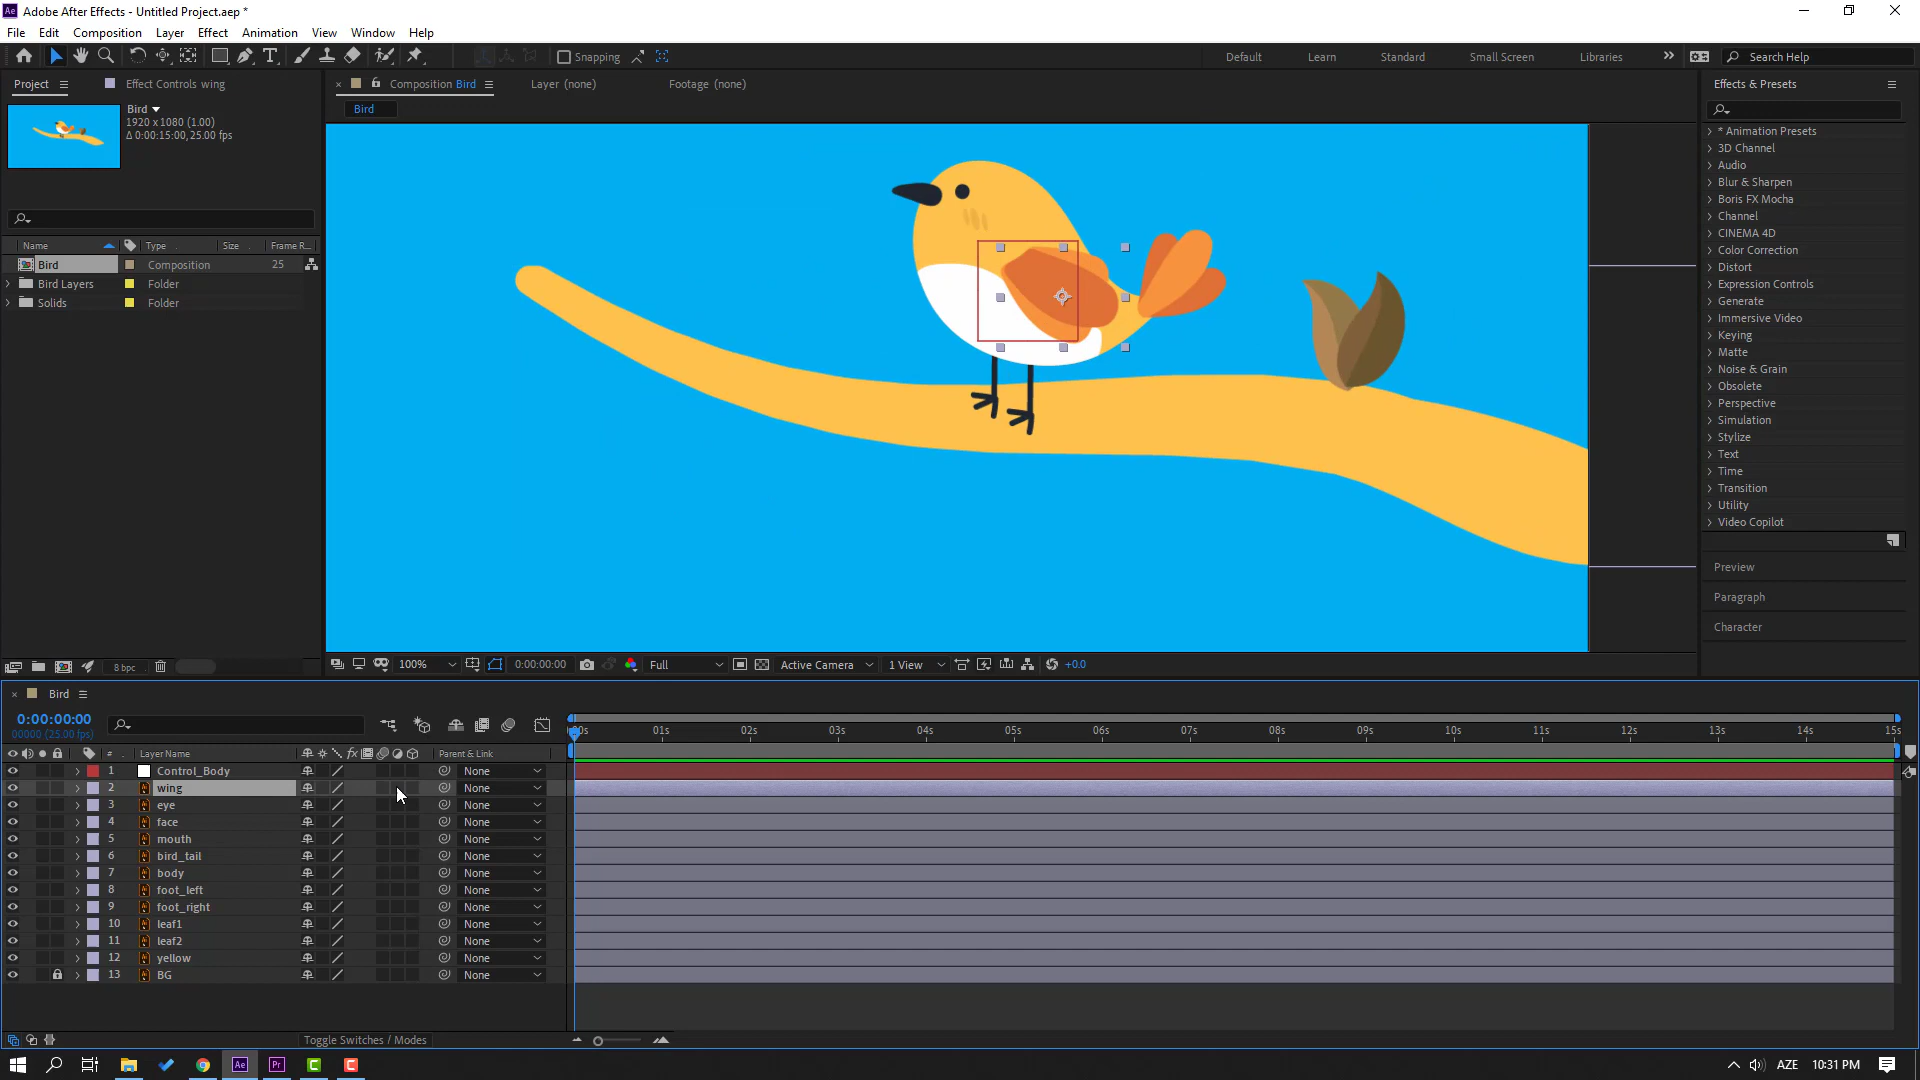 Ae Adobe After Effects - Untitled Project.aep *
File Edit Composition Layer Effect Animation View Window Help
Snapping
Default Learn Standard Small Screen Libraries
Search Help
Project
Effect Controls wing
Composition Bird
Layer (none)
Footage (none)
Effects & Presets
Bird
1920 x 1080 (1.00)
Δ 0:00:15:00, 25.00 fps
Bird
Name Type Size Frame R...
Bird Composition 25
Bird Layers Folder
Solids Folder
* Animation Presets
3D Channel
Audio
Blur & Sharpen
Boris FX Mocha
Channel
CINEMA 4D
Color Correction
Distort
Expression Controls
Generate
Immersive Video
Keying
Matte
Noise & Grain
Obsolete
Perspective
Simulation
Stylize
Text
Time
Transition
Utility
Video Copilot
Preview
Paragraph
Character
8 bpc
100% 0:00:00:00 Full Active Camera 1 View +0.0
Bird
0:00:00:00
00000 (25.00 fps)
01s 02s 03s 04s 05s 06s 07s 08s 09s 10s 11s 12s 13s 14s 15s
# Layer Name fx Parent & Link
1 Control_Body None
2 wing None
3 eye None
4 face None
5 mouth None
6 bird_tail None
7 body None
8 foot_left None
9 foot_right None
10 leaf1 None
11 leaf2 None
12 yellow None
13 BG None
Toggle Switches / Modes
Ae Pr C C AZE 10:31 PM